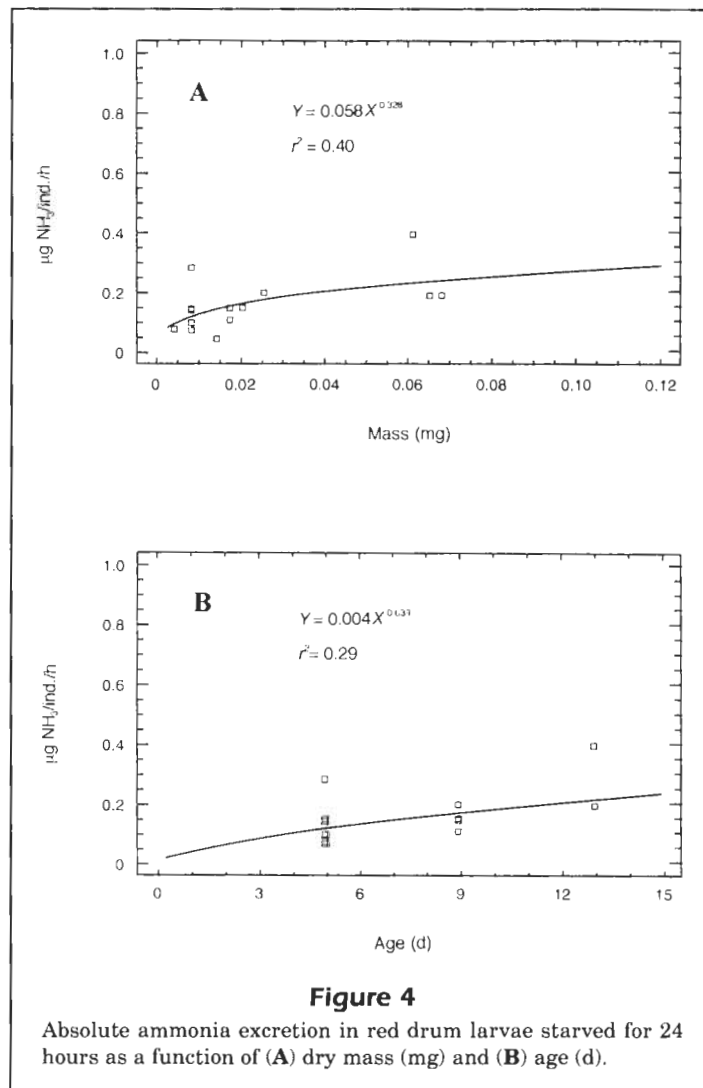 A
Y = 0.058X^0.328
r² = 0.40
1.0
0.8
0.6
0.4
0.2
0
µg NH₃/ind./h
0 0.02 0.04 0.06 0.08 0.10 0.12
Mass (mg)
B
Y = 0.004X^0.637
r² = 0.29
1.0
0.8
0.6
0.4
0.2
0
µg NH₃/ind./h
0 3 6 9 12 15
Age (d)
Figure 4
Absolute ammonia excretion in red drum larvae starved for 24
hours as a function of (A) dry mass (mg) and (B) age (d).